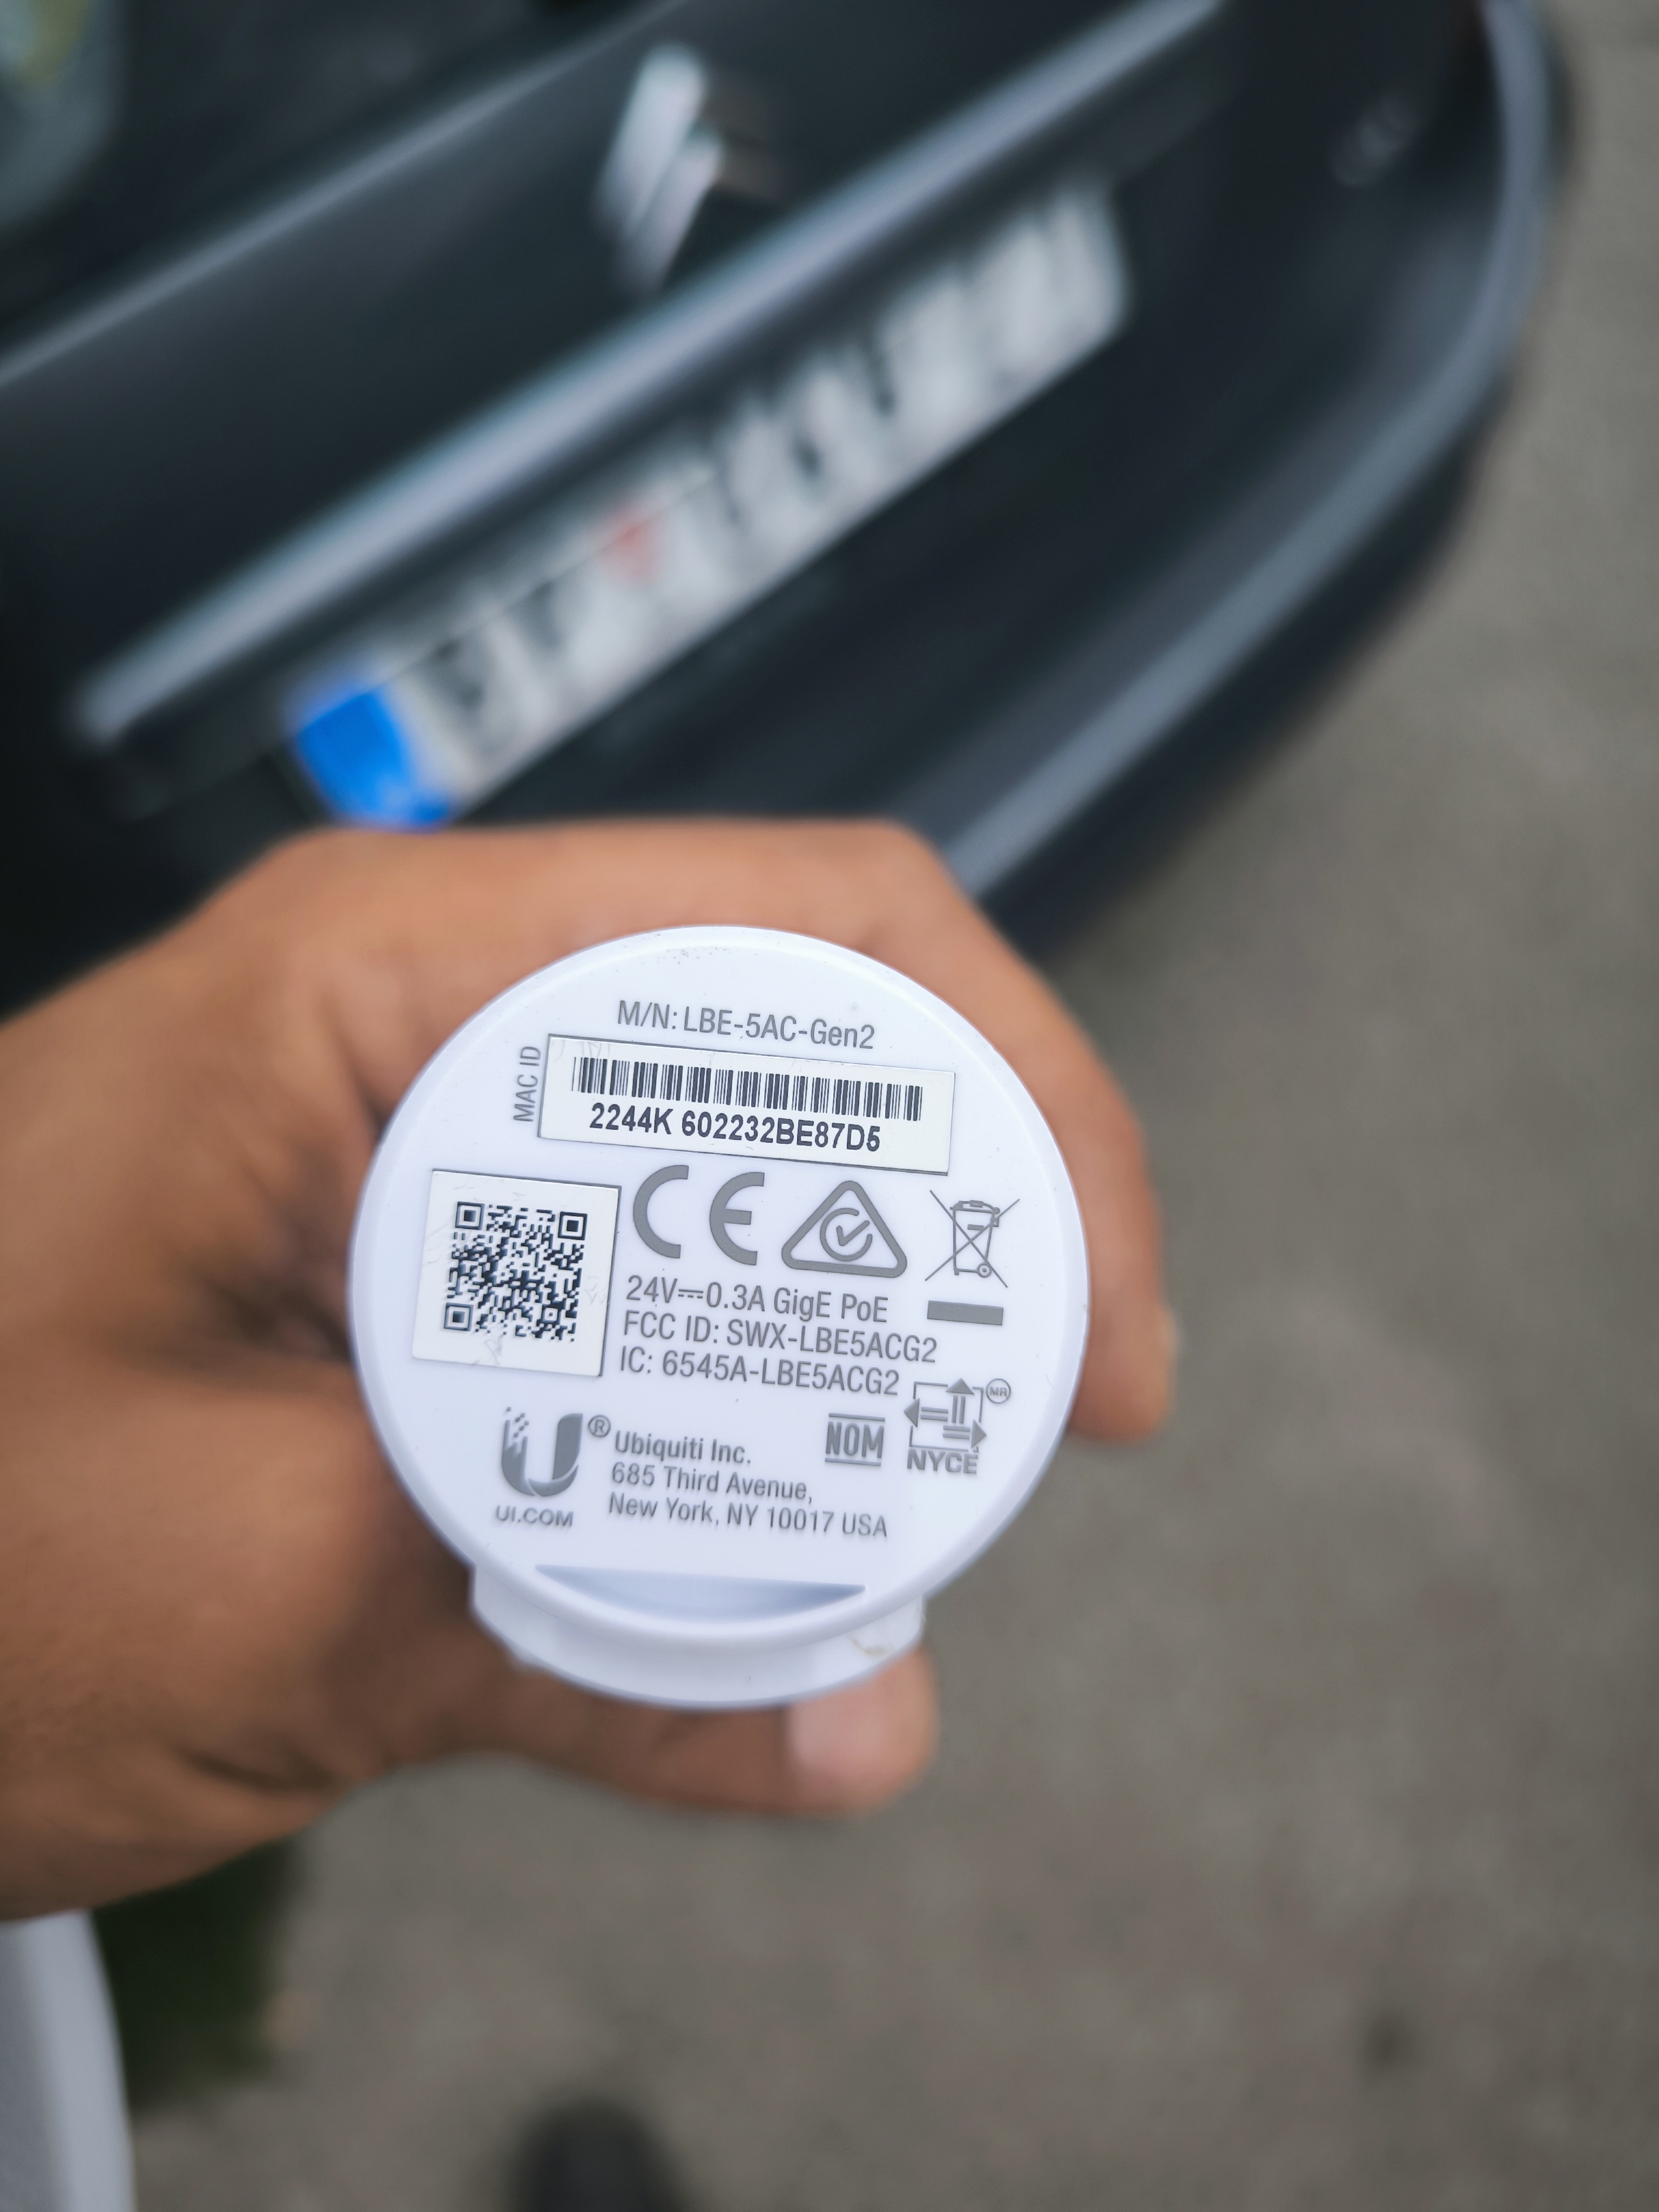 M/N: LBE-5AC-Gen2
MAC ID
2244K 602232BE87D5
CE
24V⎓0.3A GigE PoE
FCC ID: SWX-LBE5ACG2
IC: 6545A-LBE5ACG2
MR
NOM
NYCE
U®
UI.COM
Ubiquiti Inc.
685 Third Avenue,
New York, NY 10017 USA